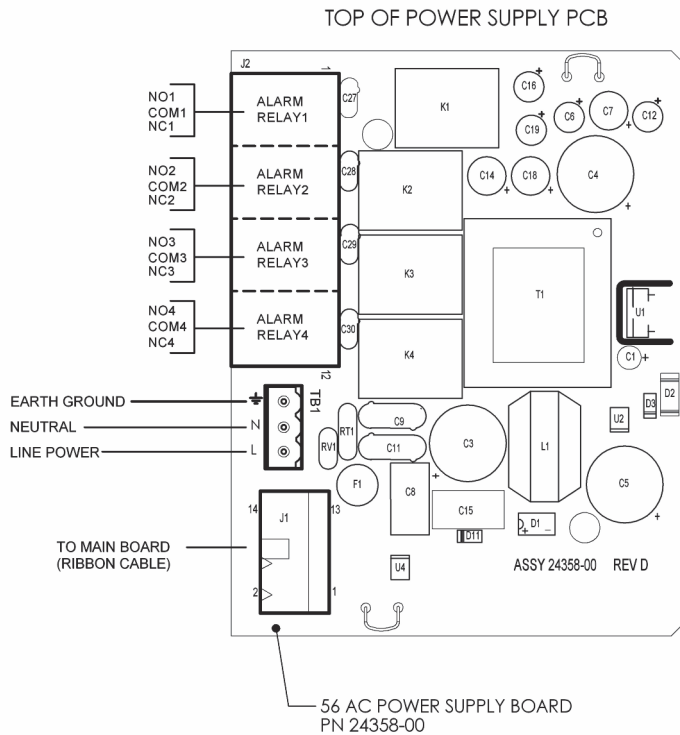 TOP OF POWER SUPPLY PCB
J2
1
NO1
COM1
NC1
ALARM
RELAY1
C27
K1
C16
C19
C6
C7
C12
NO2
COM2
NC2
ALARM
RELAY2
C28
K2
C14
C18
C4
NO3
COM3
NC3
ALARM
RELAY3
C29
K3
T1
U1
NO4
COM4
NC4
ALARM
RELAY4
C30
K4
C1
12
TB1
EARTH GROUND
NEUTRAL
N
LINE POWER
L
RV1
RT1
C9
C11
C3
L1
U2
D3
D2
F1
C8
C15
C5
14
13
J1
D1
D11
TO MAIN BOARD
(RIBBON CABLE)
2
1
U4
ASSY 24358-00 REV D
56 AC POWER SUPPLY BOARD
PN 24358-00